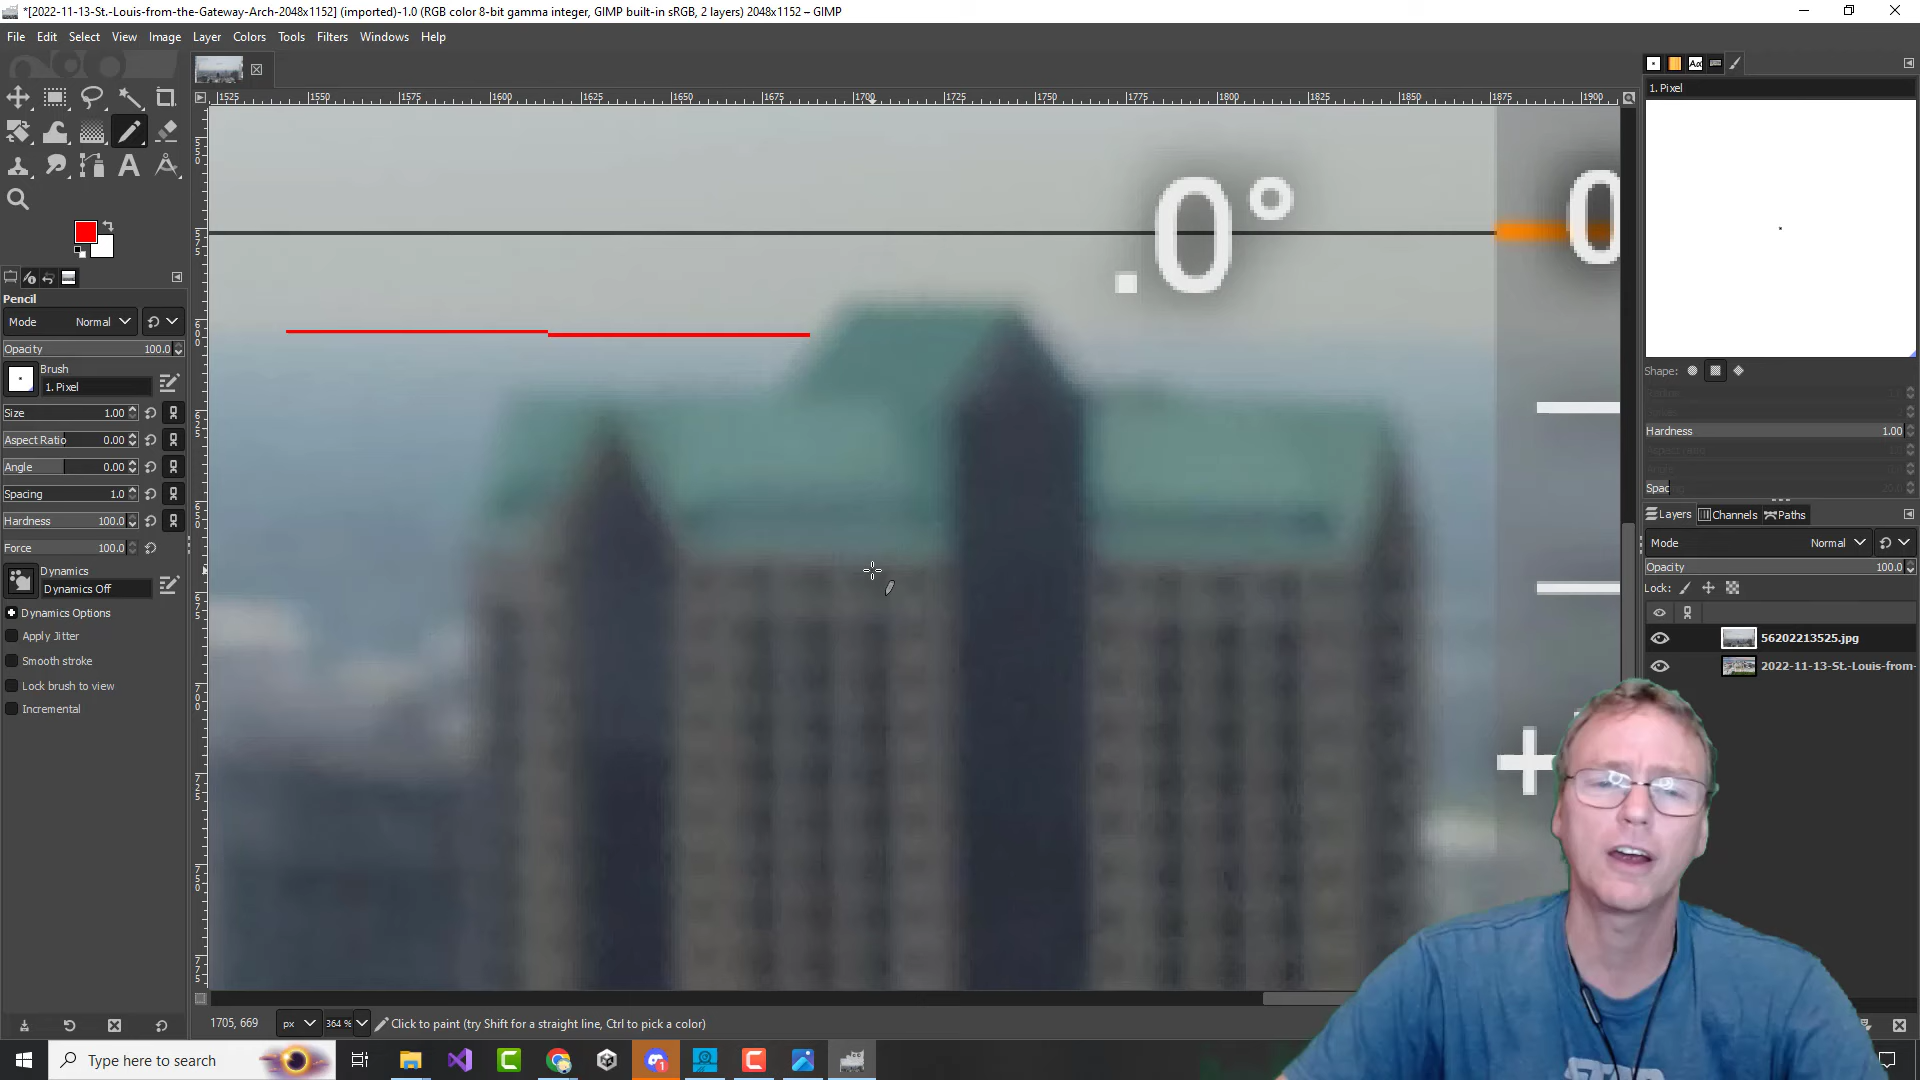 *[2022-11-13-St.-Louis-from-the-Gateway-Arch-2048x1152] (imported)-1.0 (RGB color 8-bit gamma integer, GIMP built-in sRGB, 2 layers) 2048x1152 – GIMP
File Edit Select View Image Layer Colors Tools Filters Windows Help
1525 1550 1575 1600 1625 1650 1675 1700 1725 1750 1775 1800 1825 1850 1875 1900
1. Pixel
.0°
0
Pencil
Mode Normal
Opacity 100.0
Brush
1. Pixel
Size 1.00
Aspect Ratio 0.00
Angle 0.00
Spacing 1.0
Hardness 100.0
Force 100.0
Dynamics
Dynamics Off
Dynamics Options
Apply Jitter
Smooth stroke
Lock brush to view
Incremental
Shape:
Hardness 1.00
Spac
Layers Channels Paths
Mode Normal
Opacity 100.0
Lock:
56202213525.jpg
2022-11-13-St.-Louis-from-
+
1705, 669 px 364 % Click to paint (try Shift for a straight line, Ctrl to pick a color)
Type here to search